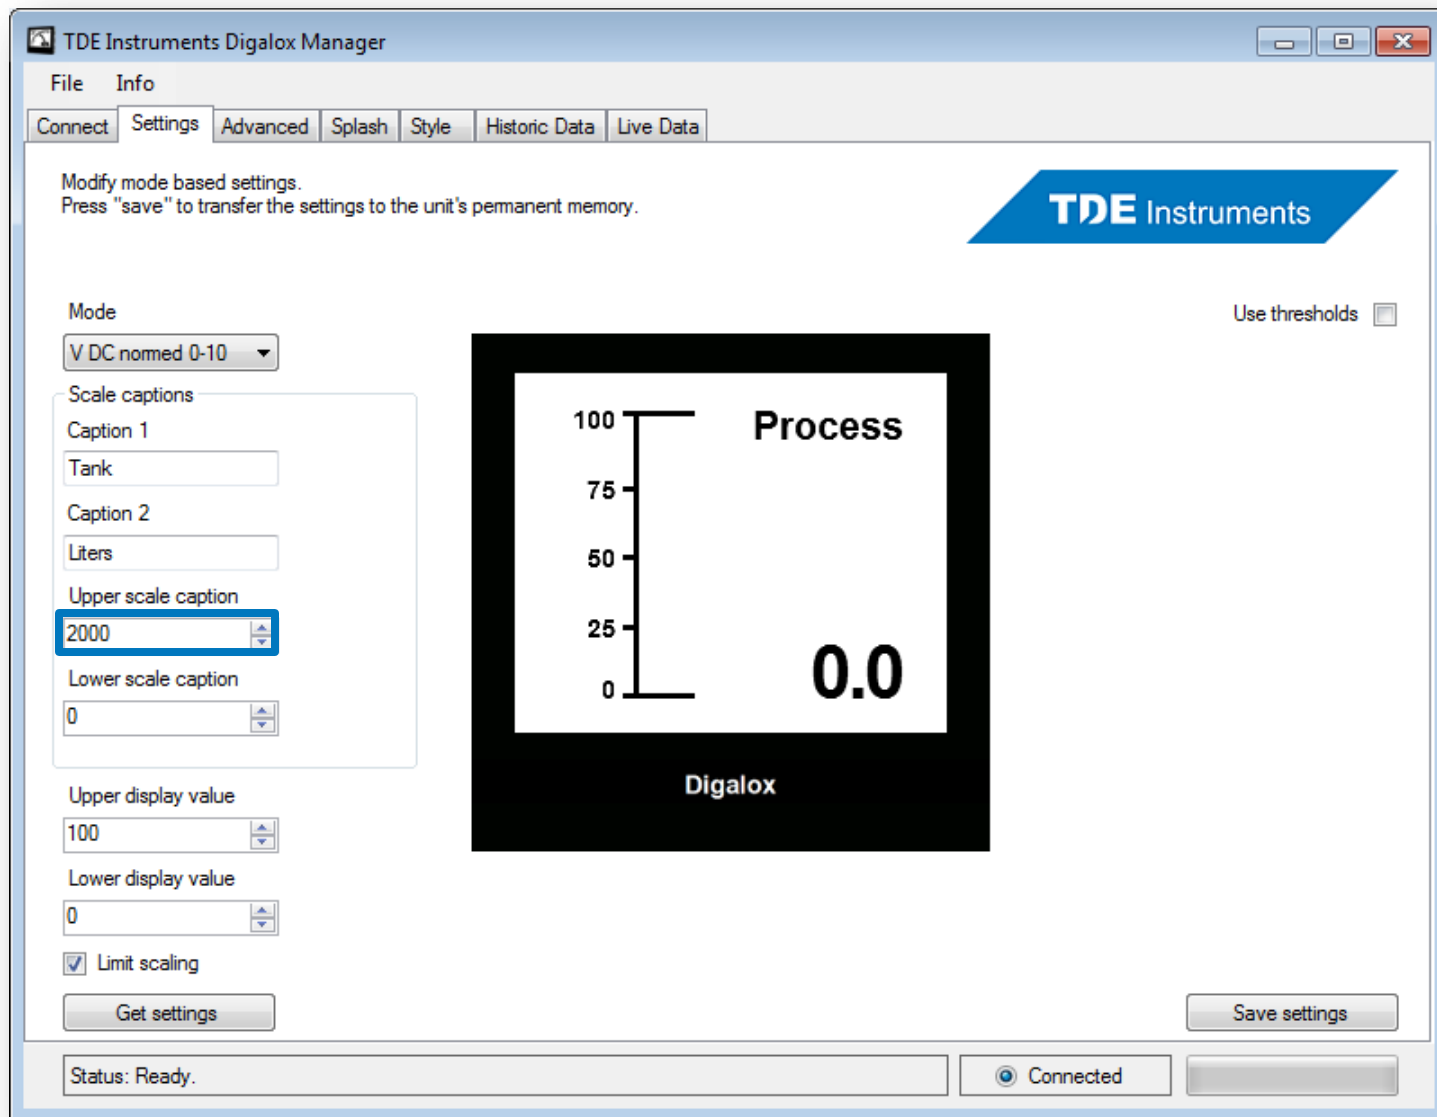 TDE Instruments Digalox Manager
File Info
Connect Settings Advanced Splash Style Historic Data Live Data
Modify mode based settings.
Press "save" to transfer the settings to the unit's permanent memory.
TDE Instruments
Mode
Use thresholds
V DC normed 0-10
Scale captions
Caption 1
Tank
Caption 2
Liters
Upper scale caption
2000
Lower scale caption
0
Upper display value
100
Lower display value
0
Limit scaling
Get settings
100
Process
75
50
25
0
0.0
Digalox
Save settings
Status: Ready.
Connected